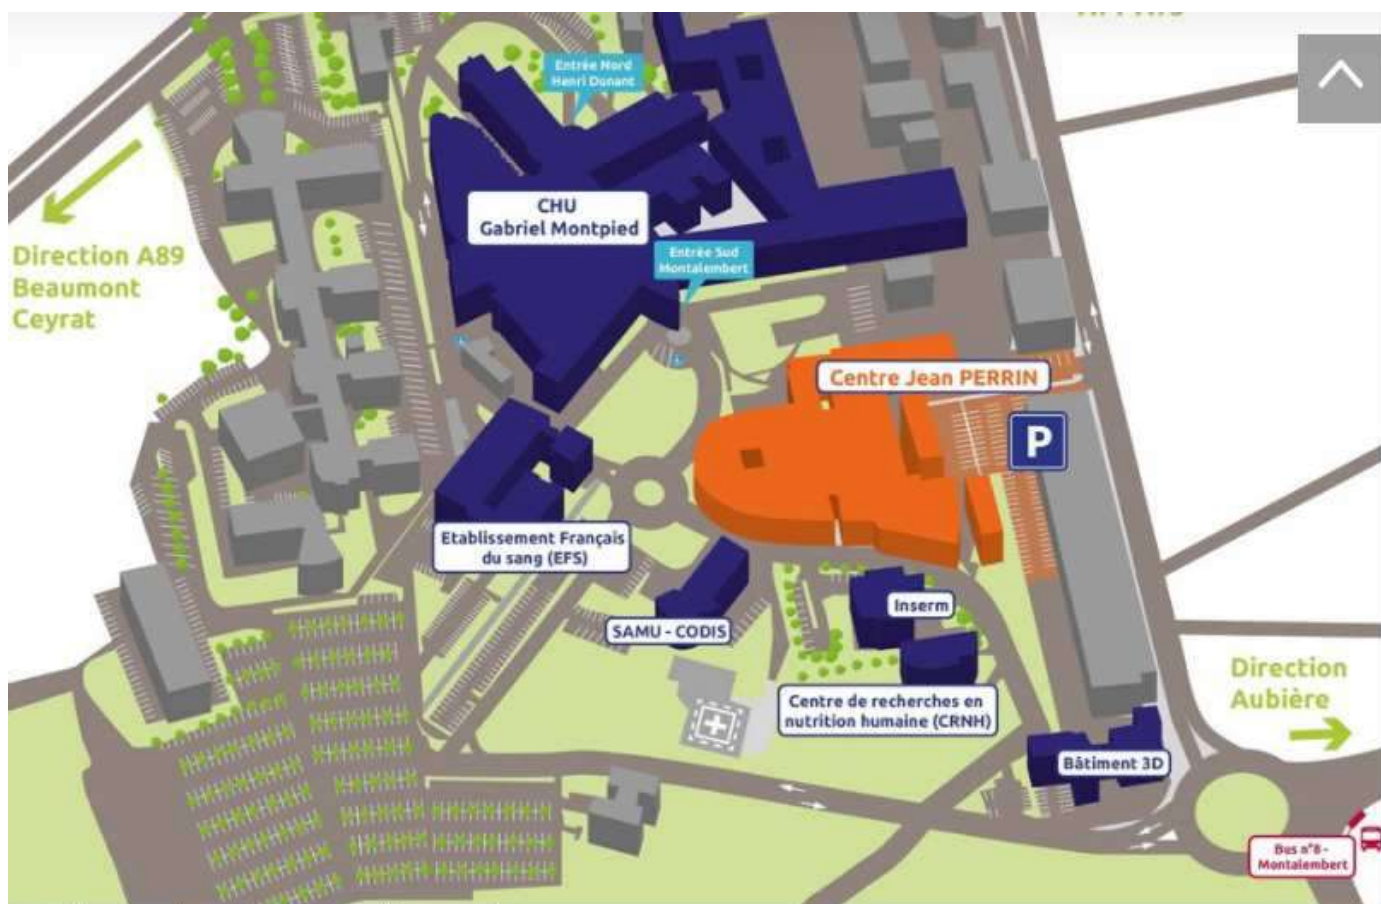 Entrée Nord
Henri Dunant
CHU
Gabriel Montpied
Entrée Sud
Montalembert
Direction A89
Beaumont
Ceyrat
Centre Jean PERRIN
P
Etablissement Français
du sang (EFS)
Inserm
SAMU - CODIS
Centre de recherches en
nutrition humaine (CRNH)
Direction
Aubière
Bâtiment 3D
Bus n°8 -
Montalembert